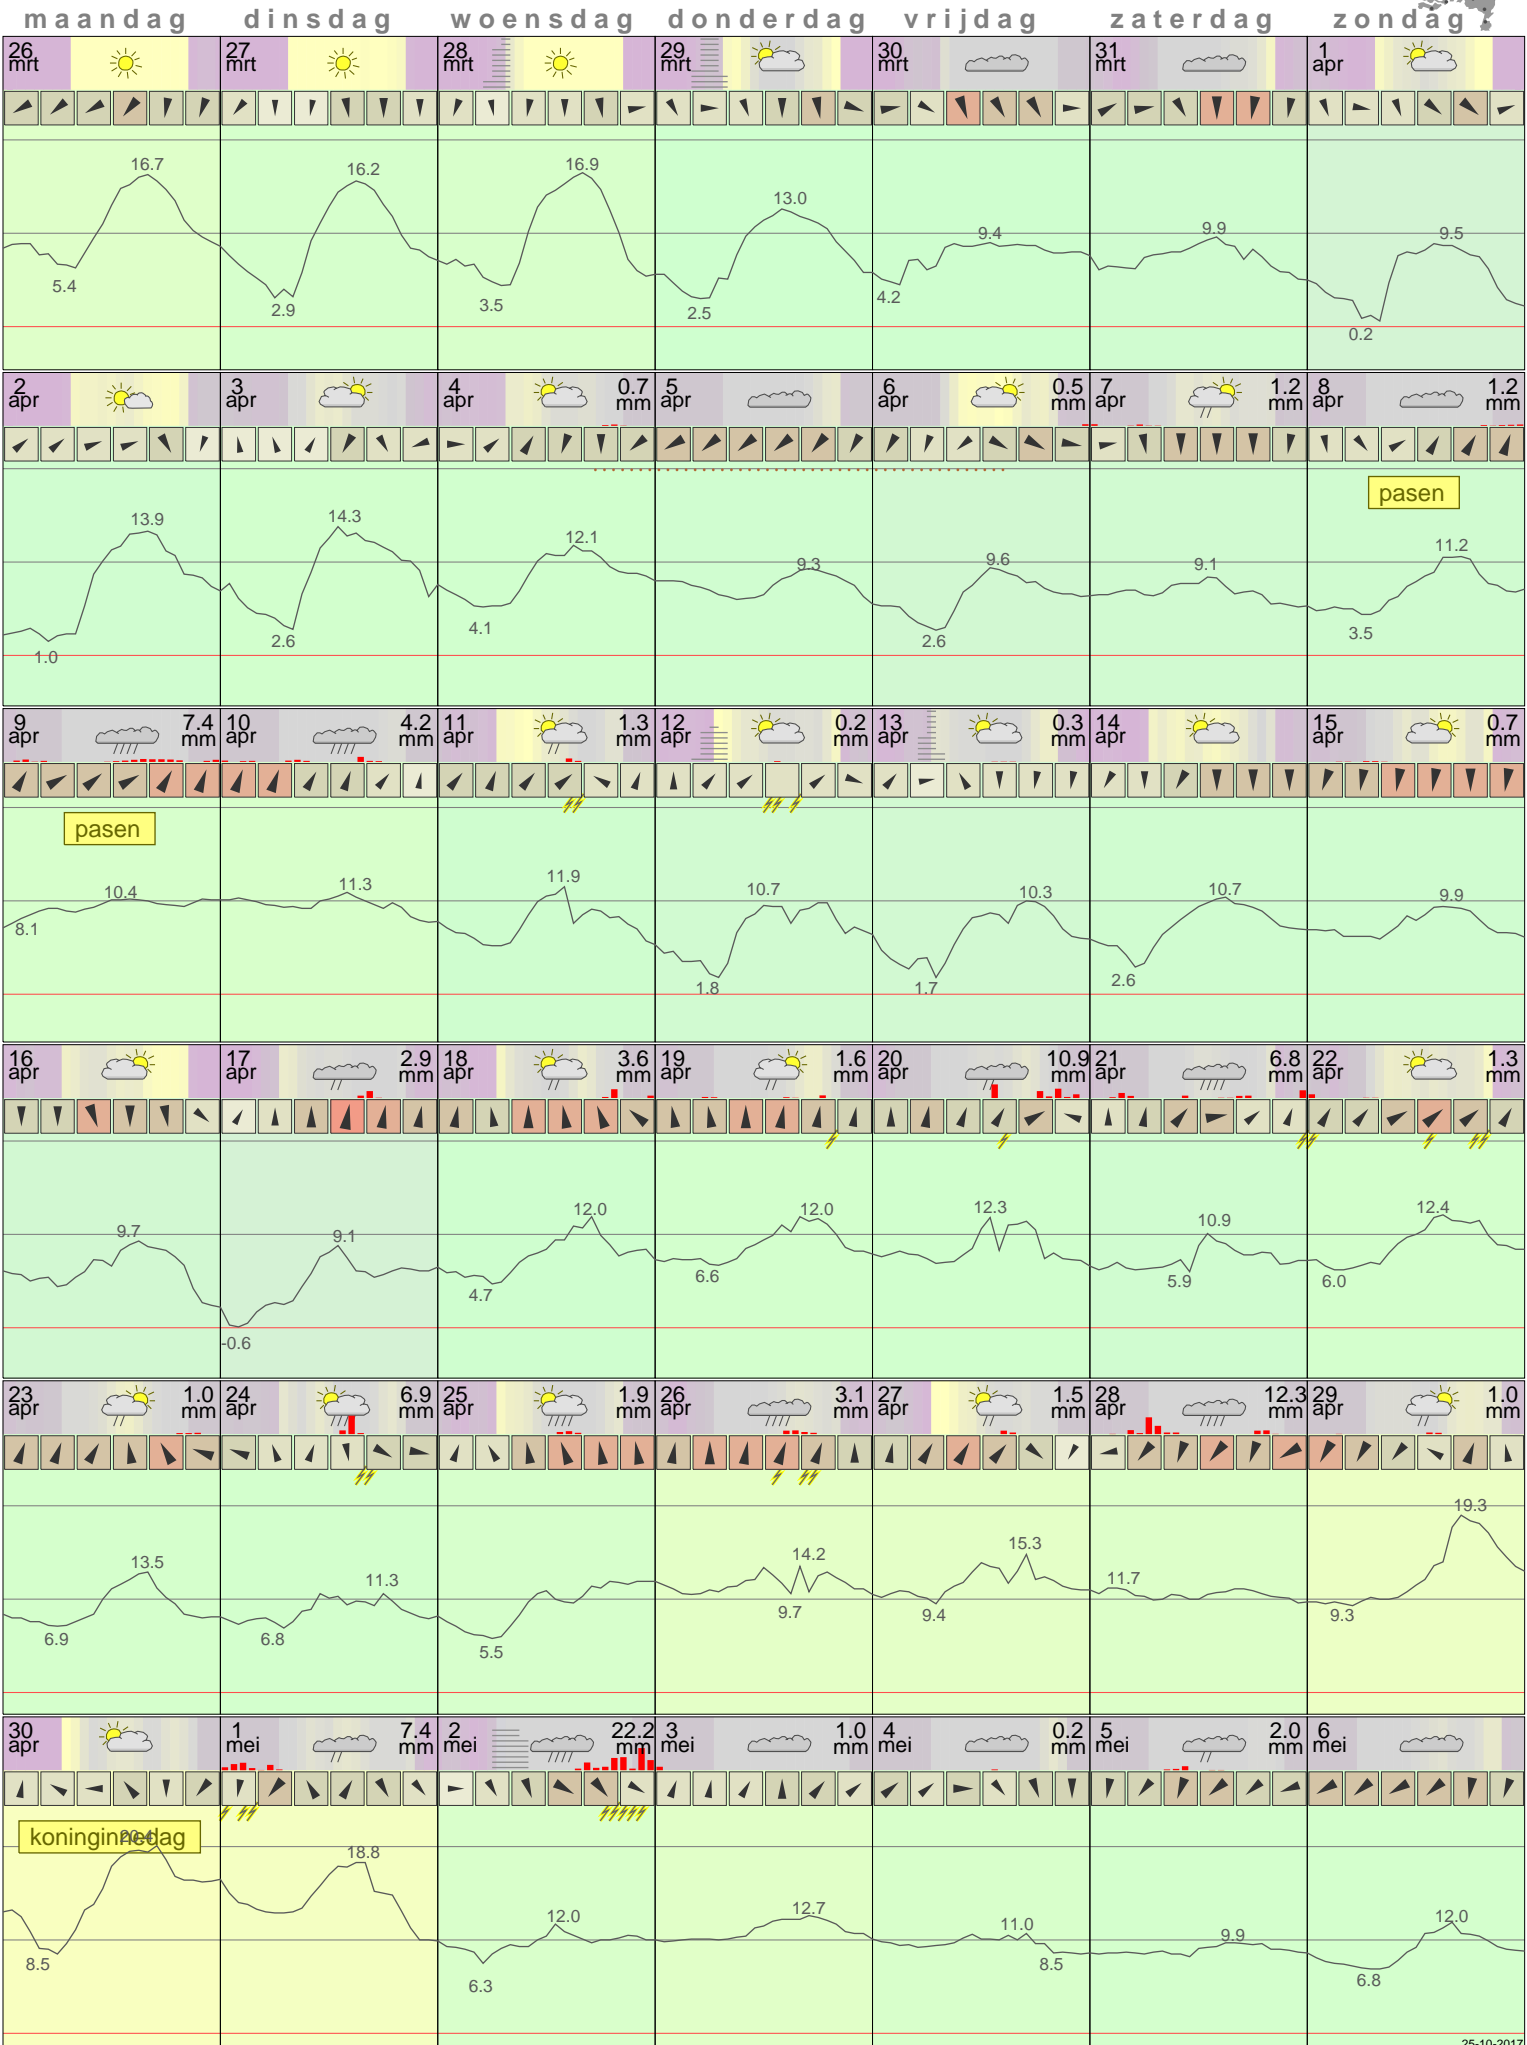 maandag dinsdag woensdag donderdag vrijdag zaterdag zondag
26 27 28 29 30 31 1
mrt mrt mrt mrt mrt mrt apr
16.7 16.2 16.9 13.0 9.4 9.9 9.5
5.4 2.9 3.5 2.5 4.2 0.2
2 3 4 0.7 5 6 0.5 7 1.2 8 1.2
apr apr apr mm apr apr mm apr mm apr mm
pasen
13.9 14.3 12.1 9.3 9.6 9.1 11.2
1.0 2.6 4.1 2.6 3.5
9 7.4 10 4.2 11 1.3 12 0.2 13 0.3 14 15 0.7
apr mm apr mm apr mm apr mm apr mm apr apr mm
pasen
10.4 11.3 11.9 10.7 10.3 10.7 9.9
8.1 1.8 1.7 2.6
16 17 2.9 18 3.6 19 1.6 20 10.9 21 6.8 22 1.3
apr apr mm apr mm apr mm apr mm apr mm apr mm
9.7 9.1 12.0 12.0 12.3 10.9 12.4
-0.6 4.7 6.6 5.9 6.0
23 1.0 24 6.9 25 1.9 26 3.1 27 1.5 28 12.3 29 1.0
apr mm apr mm apr mm apr mm apr mm apr mm apr mm
13.5 11.3 14.2 15.3 11.7 19.3
6.9 6.8 5.5 9.7 9.4 9.3
30 1 7.4 2 22.2 3 1.0 4 0.2 5 2.0 6
apr mei mm mei mm mei mm mei mm mei mm mei
koninginnedag
20.4 18.8 12.0 12.7 11.0 9.9 12.0
8.5 6.3 8.5 6.8
25-10-2017